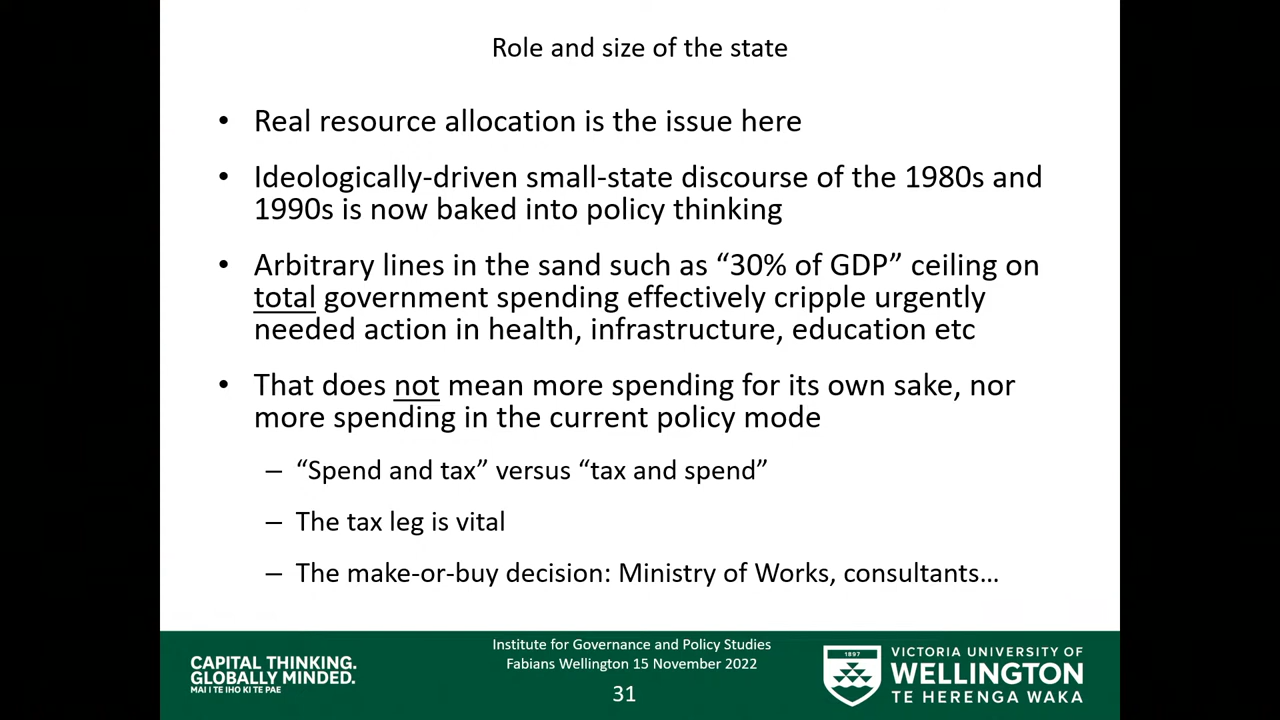 Role and size of the state
• Real resource allocation is the issue here
• Ideologically-driven small-state discourse of the 1980s and
1990s is now baked into policy thinking
• Arbitrary lines in the sand such as “30% of GDP” ceiling on
total government spending effectively cripple urgently
needed action in health, infrastructure, education etc
• That does not mean more spending for its own sake, nor
more spending in the current policy mode
– “Spend and tax” versus “tax and spend”
– The tax leg is vital
– The make-or-buy decision: Ministry of Works, consultants…
CAPITAL THINKING.
GLOBALLY MINDED.
MAI I TE IHO KI TE PAE
Institute for Governance and Policy Studies
Fabians Wellington 15 November 2022
31
1897
VICTORIA UNIVERSITY OF
WELLINGTON
TE HERENGA WAKA